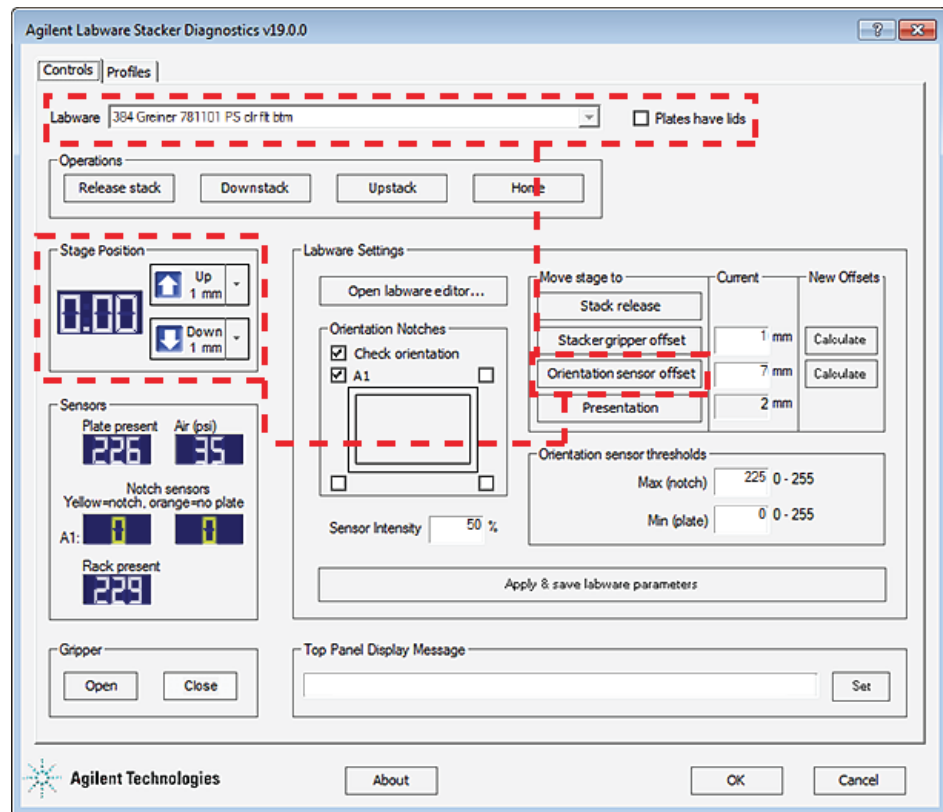 Agilent Labware Stacker Diagnostics v19.0.0
Controls Profiles
Labware 384 Greiner 781101 PS clr flt btm Plates have lids
Operations
Release stack Downstack Upstack Home
Stage Position
0.00
Up
1 mm
Down
1 mm
Labware Settings
Open labware editor...
Orientation Notches
Check orientation
A1
Sensor Intensity 50 %
Move stage to Current New Offsets
Stack release
Stacker gripper offset 1 mm Calculate
Orientation sensor offset 7 mm Calculate
Presentation 2 mm
Orientation sensor thresholds
Max (notch) 225 0 - 255
Min (plate) 0 0 - 255
Apply & save labware parameters
Sensors
Plate present Air (psi)
226 35
Notch sensors
Yellow=notch, orange=no plate
A1: 0 0
Rack present
229
Gripper
Open Close
Top Panel Display Message
Set
Agilent Technologies About OK Cancel